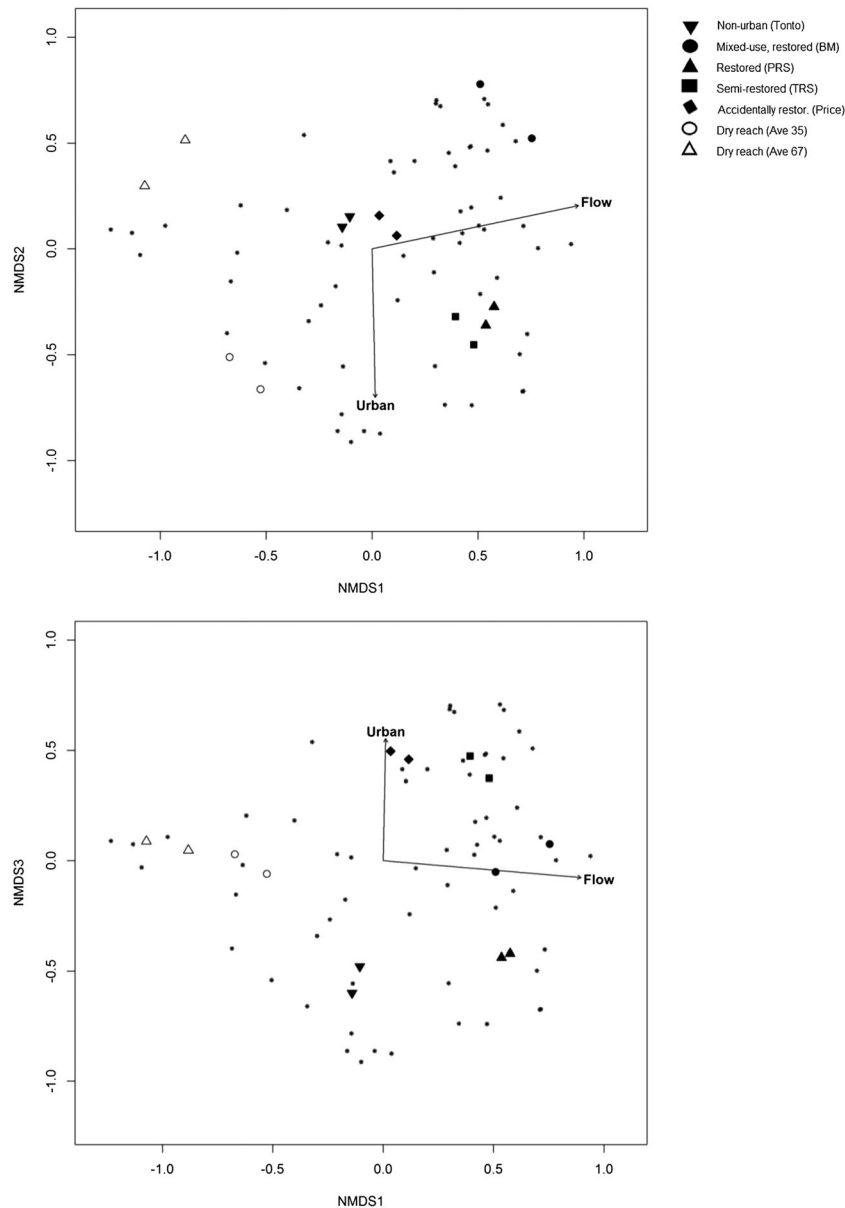 Non-urban (Tonto)
Mixed-use, restored (BM)
Restored (PRS)
Semi-restored (TRS)
Accidentally restor. (Price)
Dry reach (Ave 35)
Dry reach (Ave 67)
NMDS2
1.0
0.5
0.0
-0.5
-1.0
Flow
Urban
-1.0
-0.5
0.0
0.5
1.0
NMDS1
NMDS3
1.0
0.5
0.0
-0.5
-1.0
Urban
Flow
-1.0
-0.5
0.0
0.5
1.0
NMDS1